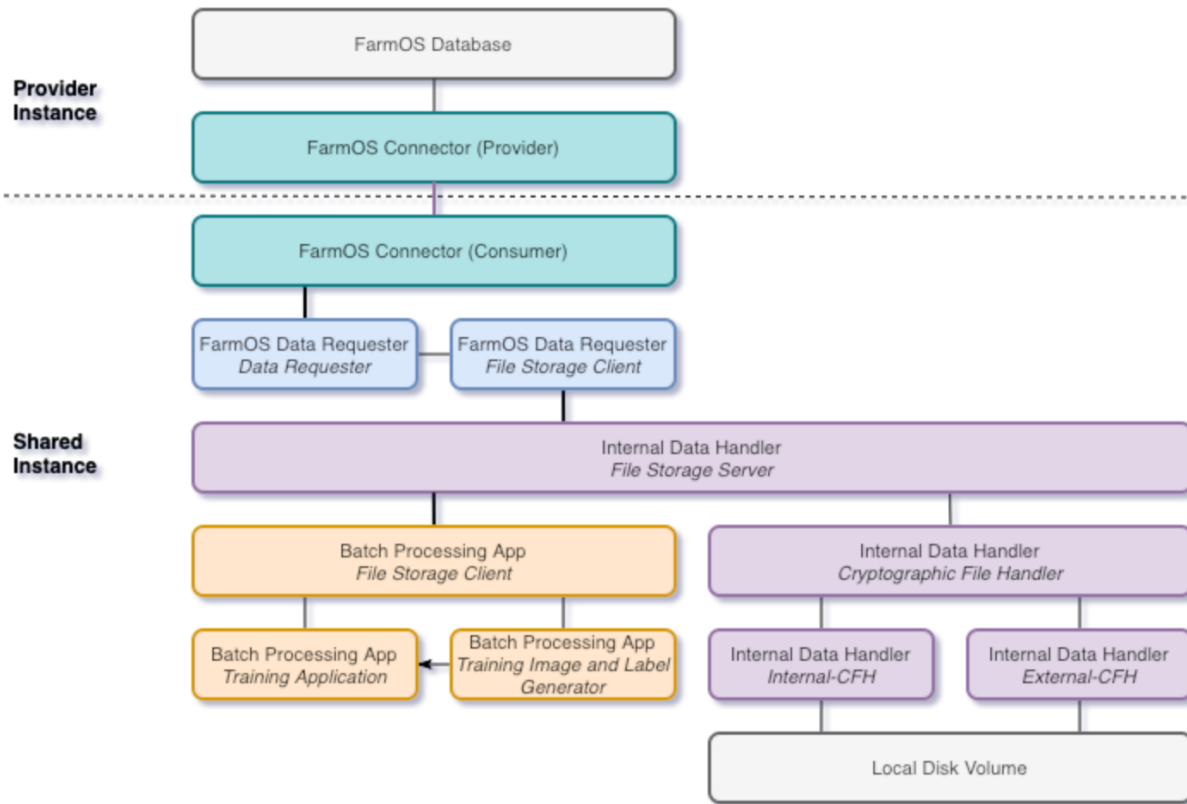 FarmOS Database
Provider
Instance
FarmOS Connector (Provider)
FarmOS Connector (Consumer)
FarmOS Data Requester
Data Requester
FarmOS Data Requester
File Storage Client
Shared
Instance
Internal Data Handler
File Storage Server
Batch Processing App
File Storage Client
Internal Data Handler
Cryptographic File Handler
Batch Processing App
Training Application
Batch Processing App
Training Image and Label
Generator
Internal Data Handler
Internal-CFH
Internal Data Handler
External-CFH
Local Disk Volume